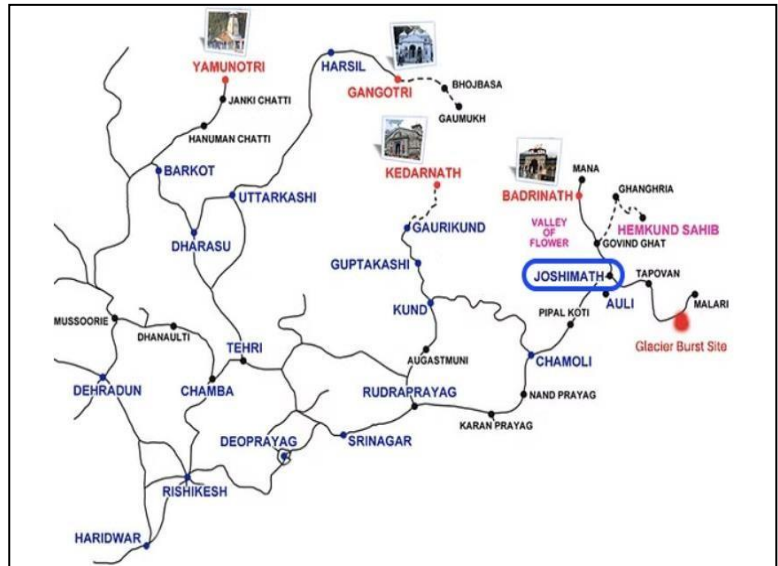 YAMUNOTRI
JANKI CHATTI
HANUMAN CHATTI
BARKOT
HARSIL
GANGOTRI
BHOJBASA
GAUMUKH
UTTARKASHI
DHARASU
KEDARNATH
GAURIKUND
GUPTAKASHI
KUND
AUGASTMUNI
MANA
BADRINATH
GHANGHRIA
VALLEY
OF
FLOWER
HEMKUND SAHIB
GOVIND GHAT
JOSHIMATH
TAPOVAN
AULI
MALARI
PIPAL KOTI
Glacier Burst Site
MUSSOORIE
DHANAULTI
TEHRI
CHAMOLI
DEHRADUN
CHAMBA
RUDRAPRAYAG
NAND PRAYAG
KARAN PRAYAG
DEOPRAYAG
SRINAGAR
RISHIKESH
HARIDWAR